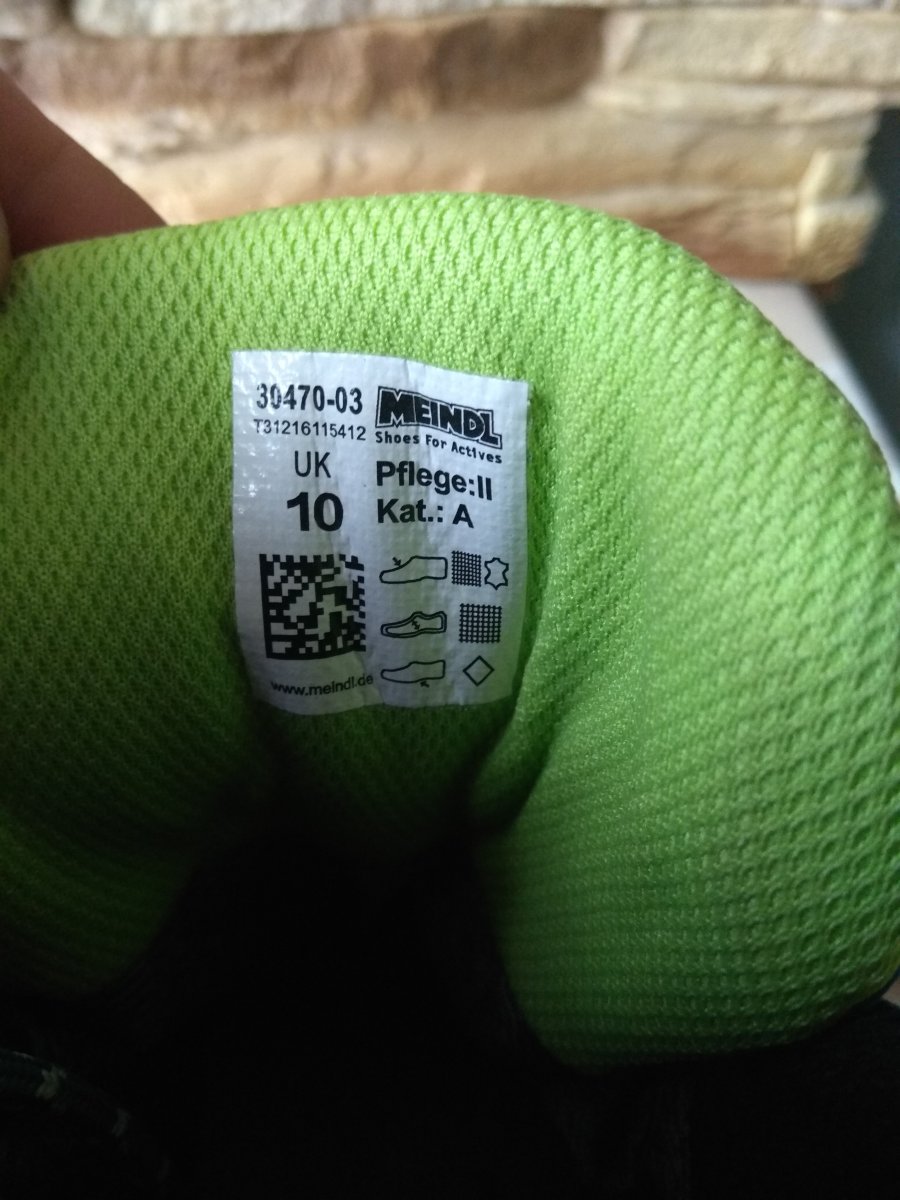 30470-03
T31216115412
UK
10
www.meindl.de
MEINDL
Shoes For Actives
Pflege:II
Kat.: A